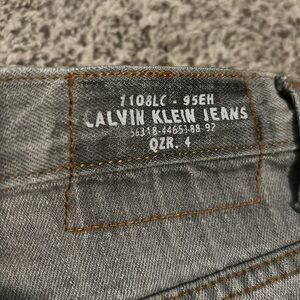 1108LC - 95EH
CALVIN KLEIN JEANS
56318-44653-88-92
QZR. 4